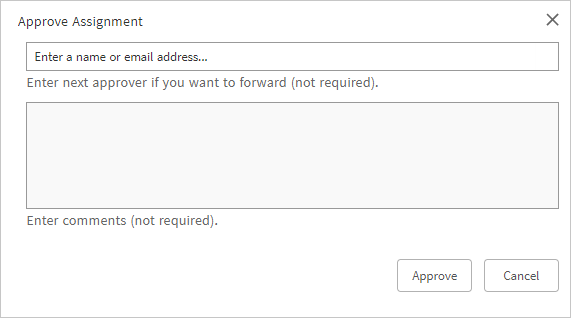 Approve Assignment
Enter a name or email address...
Enter next approver if you want to forward (not required).
Enter comments (not required).
Approve Cancel